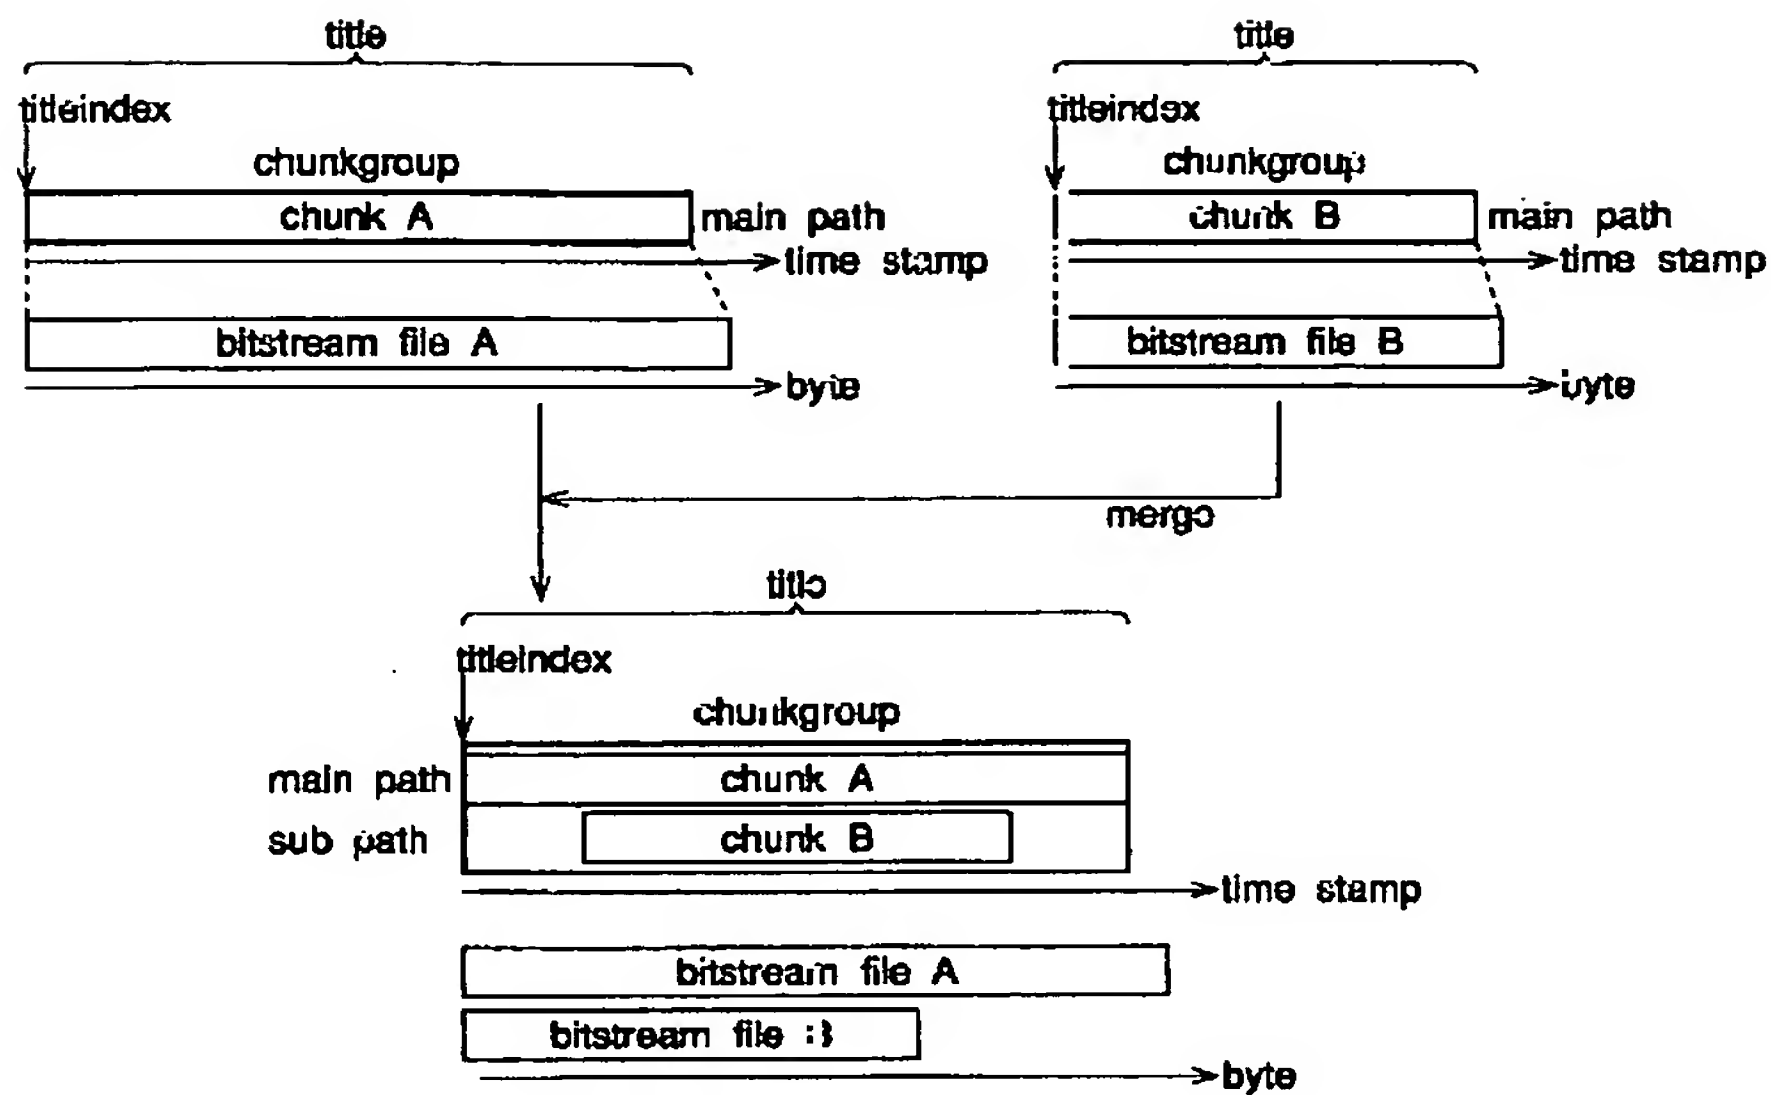 title
title
titleindex
titleindex
chunkgroup
chunkgroup
chunk A
main path
chunk B
main path
time stamp
time stamp
bitstream file A
bitstream file B
byte
byte
merge
title
titleindex
chunkgroup
main path
chunk A
sub path
chunk B
time stamp
bitstream file A
bitstream file B
byte